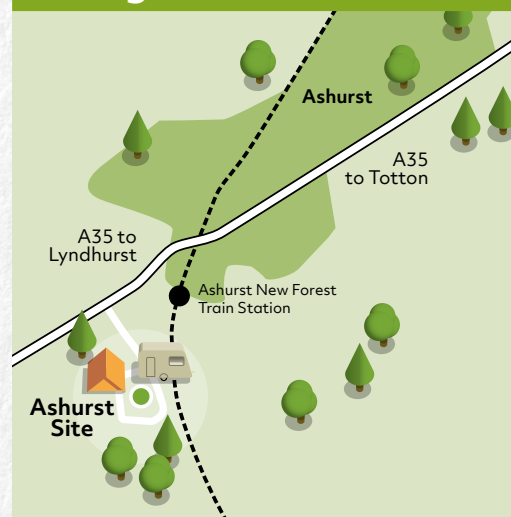 Ashurst
A35
to Totton
A35 to
Lyndhurst
Ashurst New Forest
Train Station
Ashurst
Site